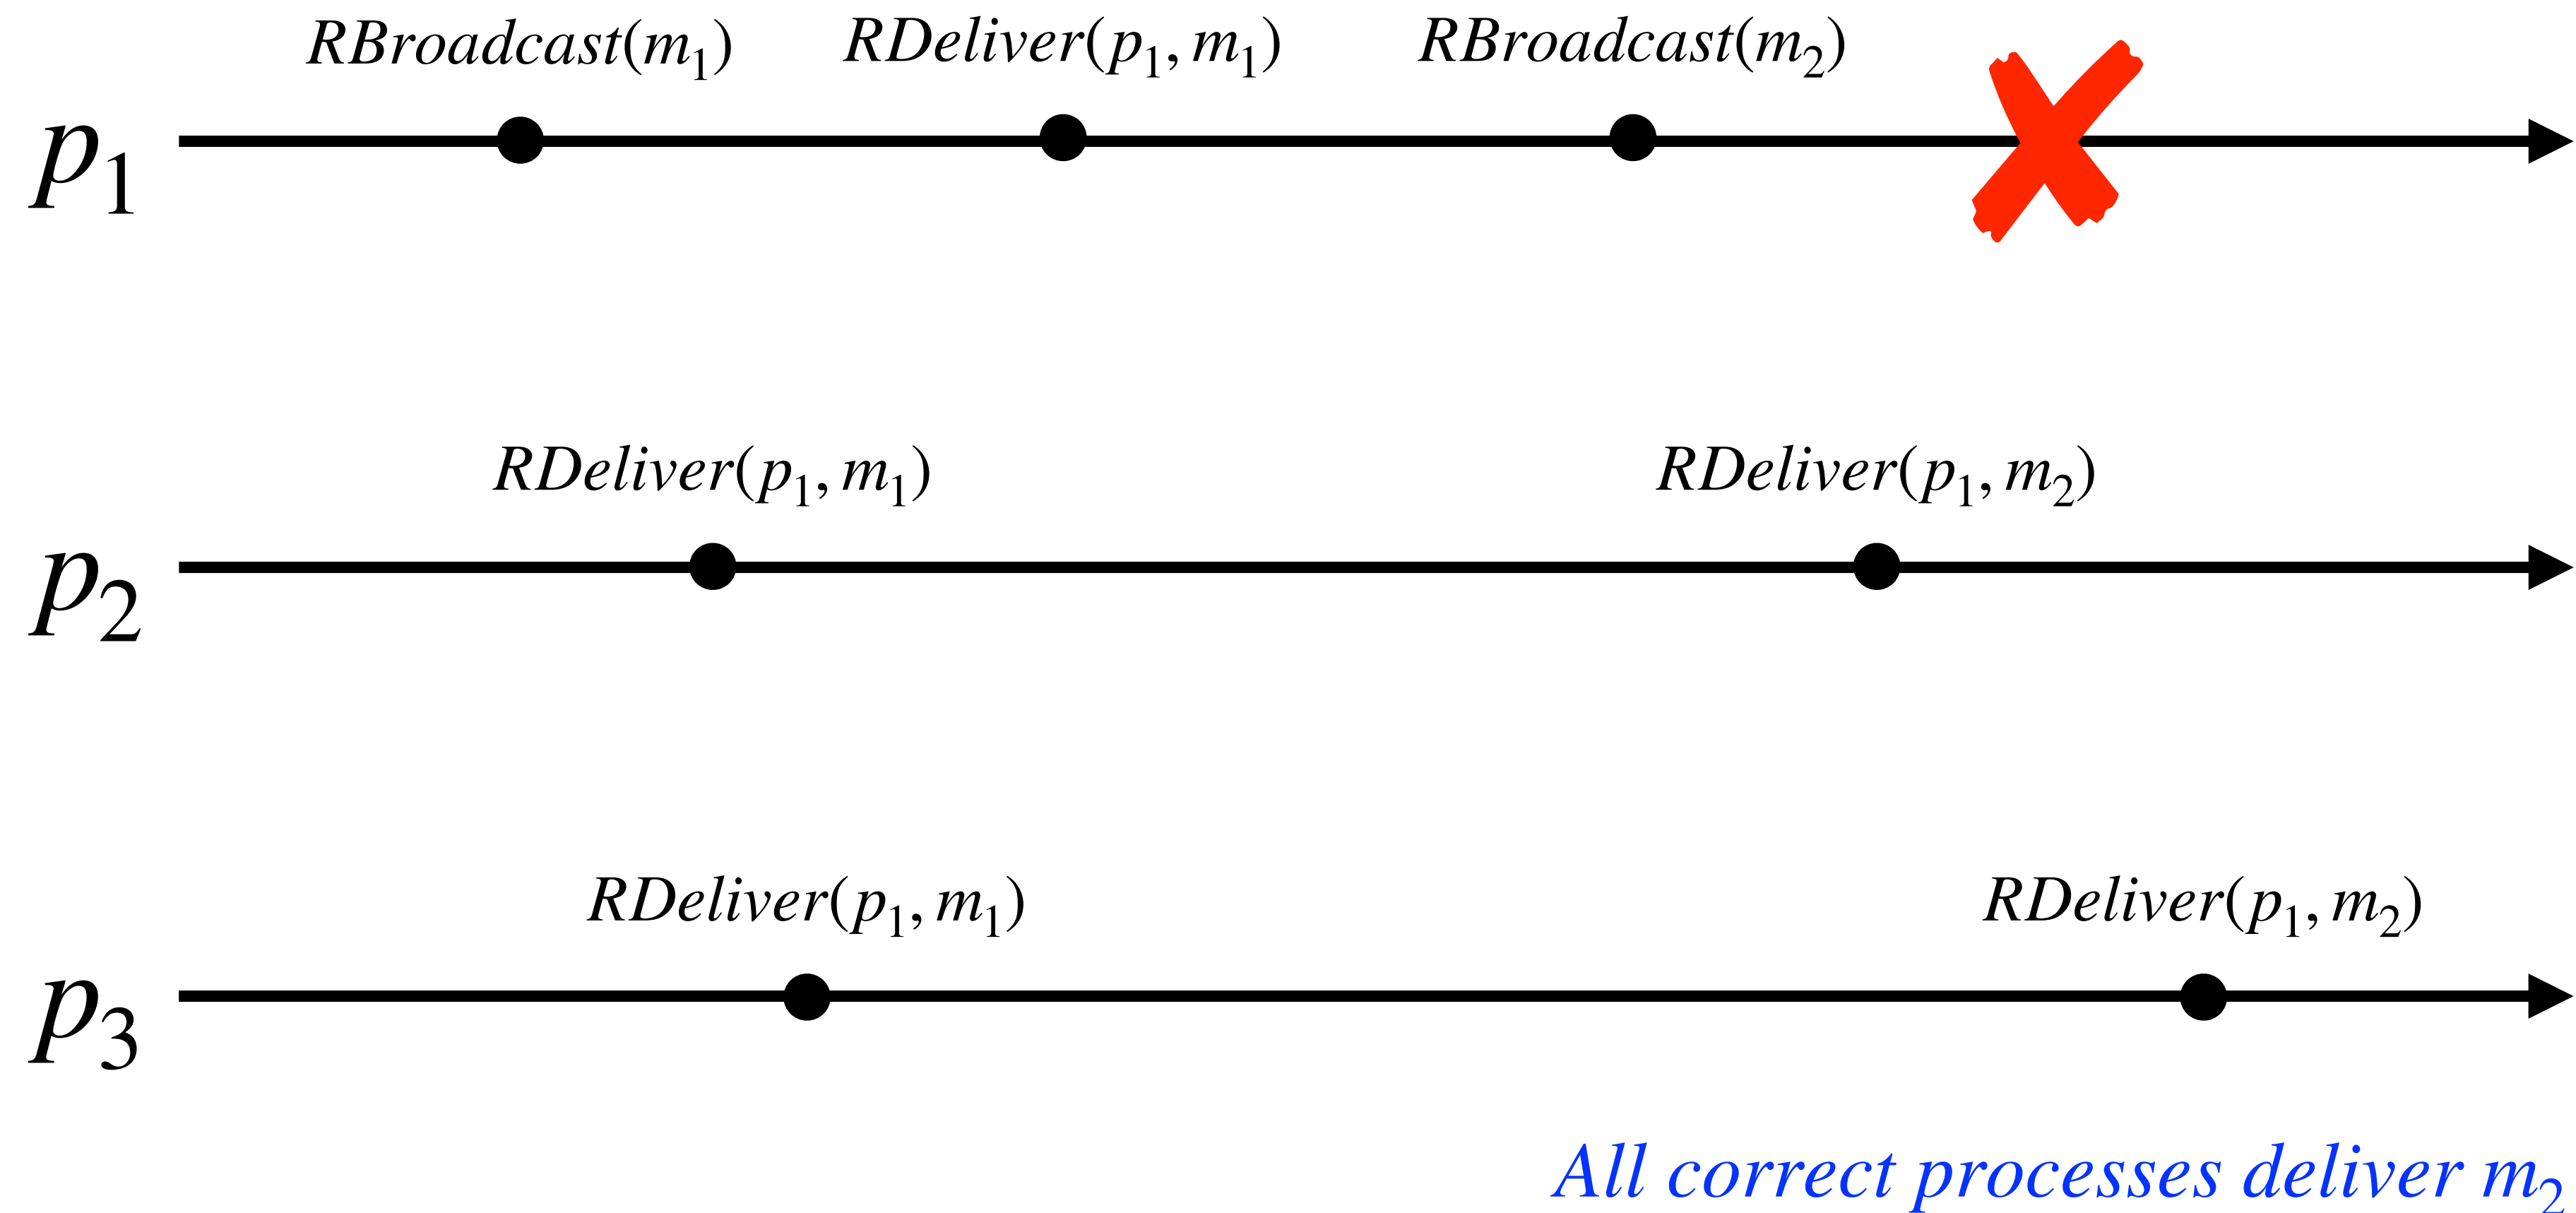 RBroadcast(m₁) RDeliver(p₁, m₁) RBroadcast(m₂)
p₁
RDeliver(p₁, m₁) RDeliver(p₁, m₂)
p₂
RDeliver(p₁, m₁) RDeliver(p₁, m₂)
p₃
All correct processes deliver m₂